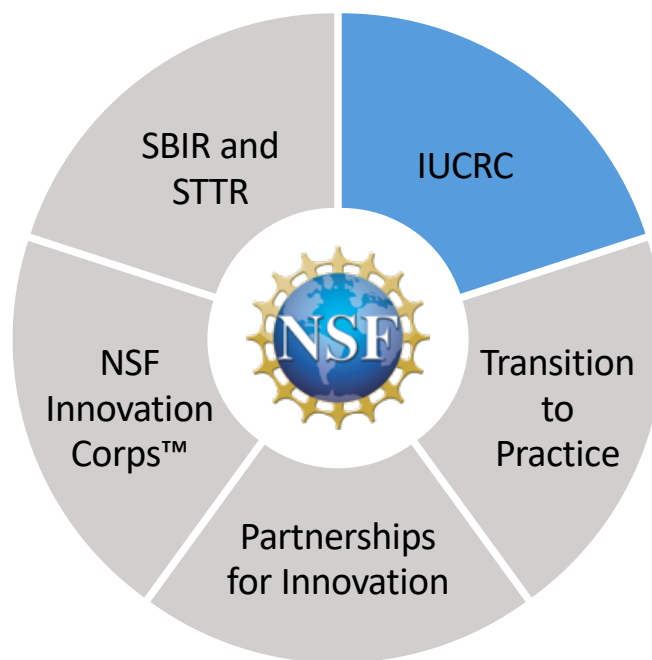 SBIR and
STTR
IUCRC
NSF
NSF
Innovation
Corps™
Transition
to
Practice
Partnerships
for Innovation